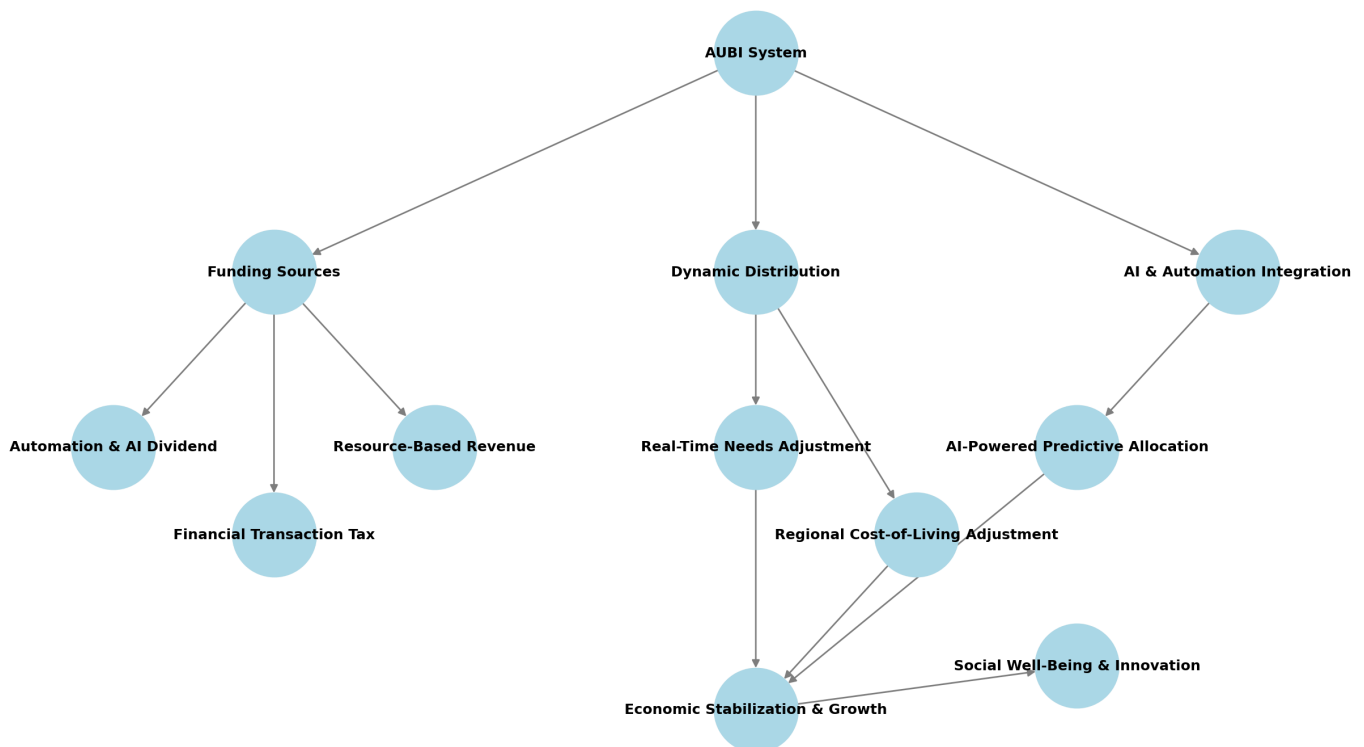 AUBI System
Funding Sources
Dynamic Distribution
AI & Automation Integration
Automation & AI Dividend
Resource-Based Revenue
Real-Time Needs Adjustment
AI-Powered Predictive Allocation
Financial Transaction Tax
Regional Cost-of-Living Adjustment
Social Well-Being & Innovation
Economic Stabilization & Growth